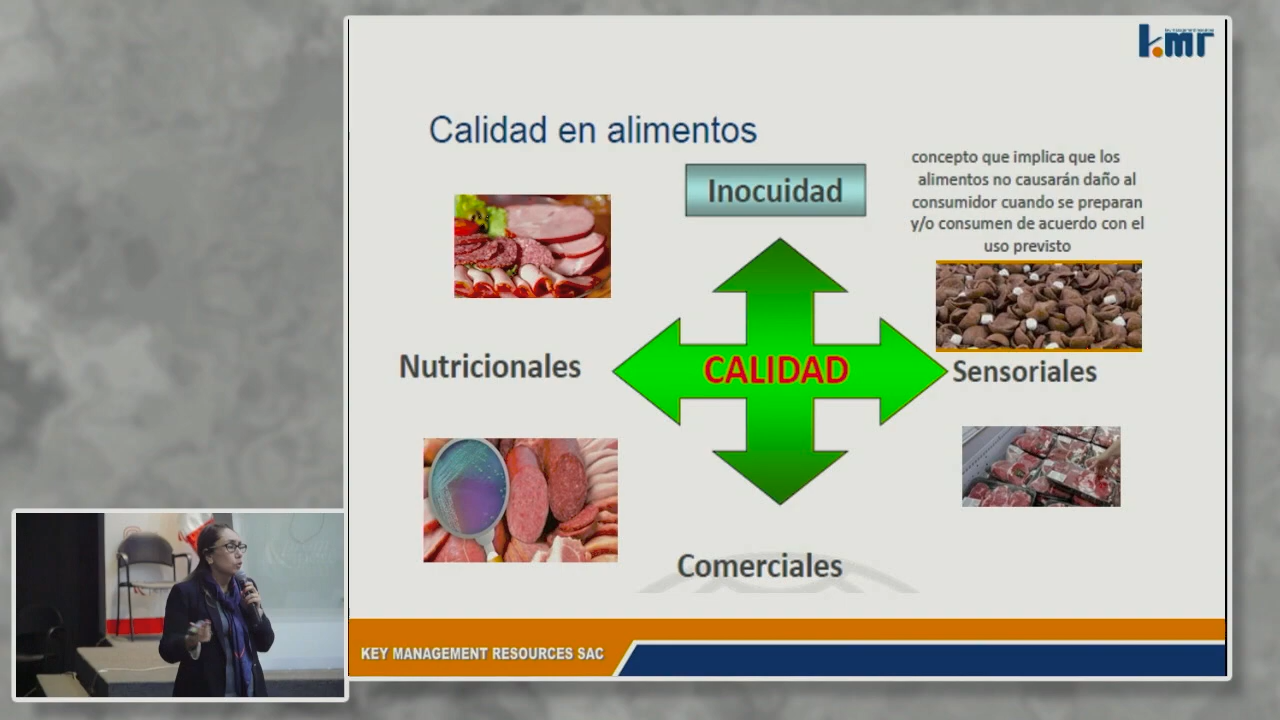 kmr
Calidad en alimentos
Inocuidad
concepto que implica que los
alimentos no causarán daño al
consumidor cuando se preparan
y/o consumen de acuerdo con el
uso previsto
Nutricionales
CALIDAD
Sensoriales
Comerciales
KEY MANAGEMENT RESOURCES SAC